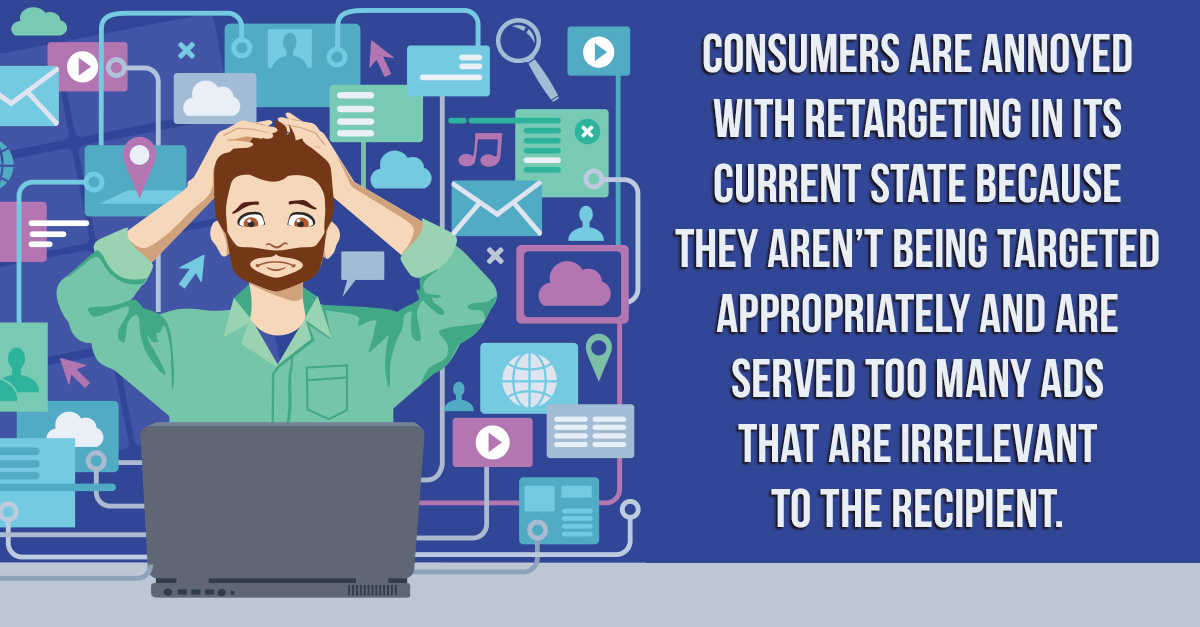 CONSUMERS ARE ANNOYED
WITH RETARGETING IN ITS
CURRENT STATE BECAUSE
THEY AREN'T BEING TARGETED
APPROPRIATELY AND ARE
SERVED TOO MANY ADS
THAT ARE IRRELEVANT
TO THE RECIPIENT.